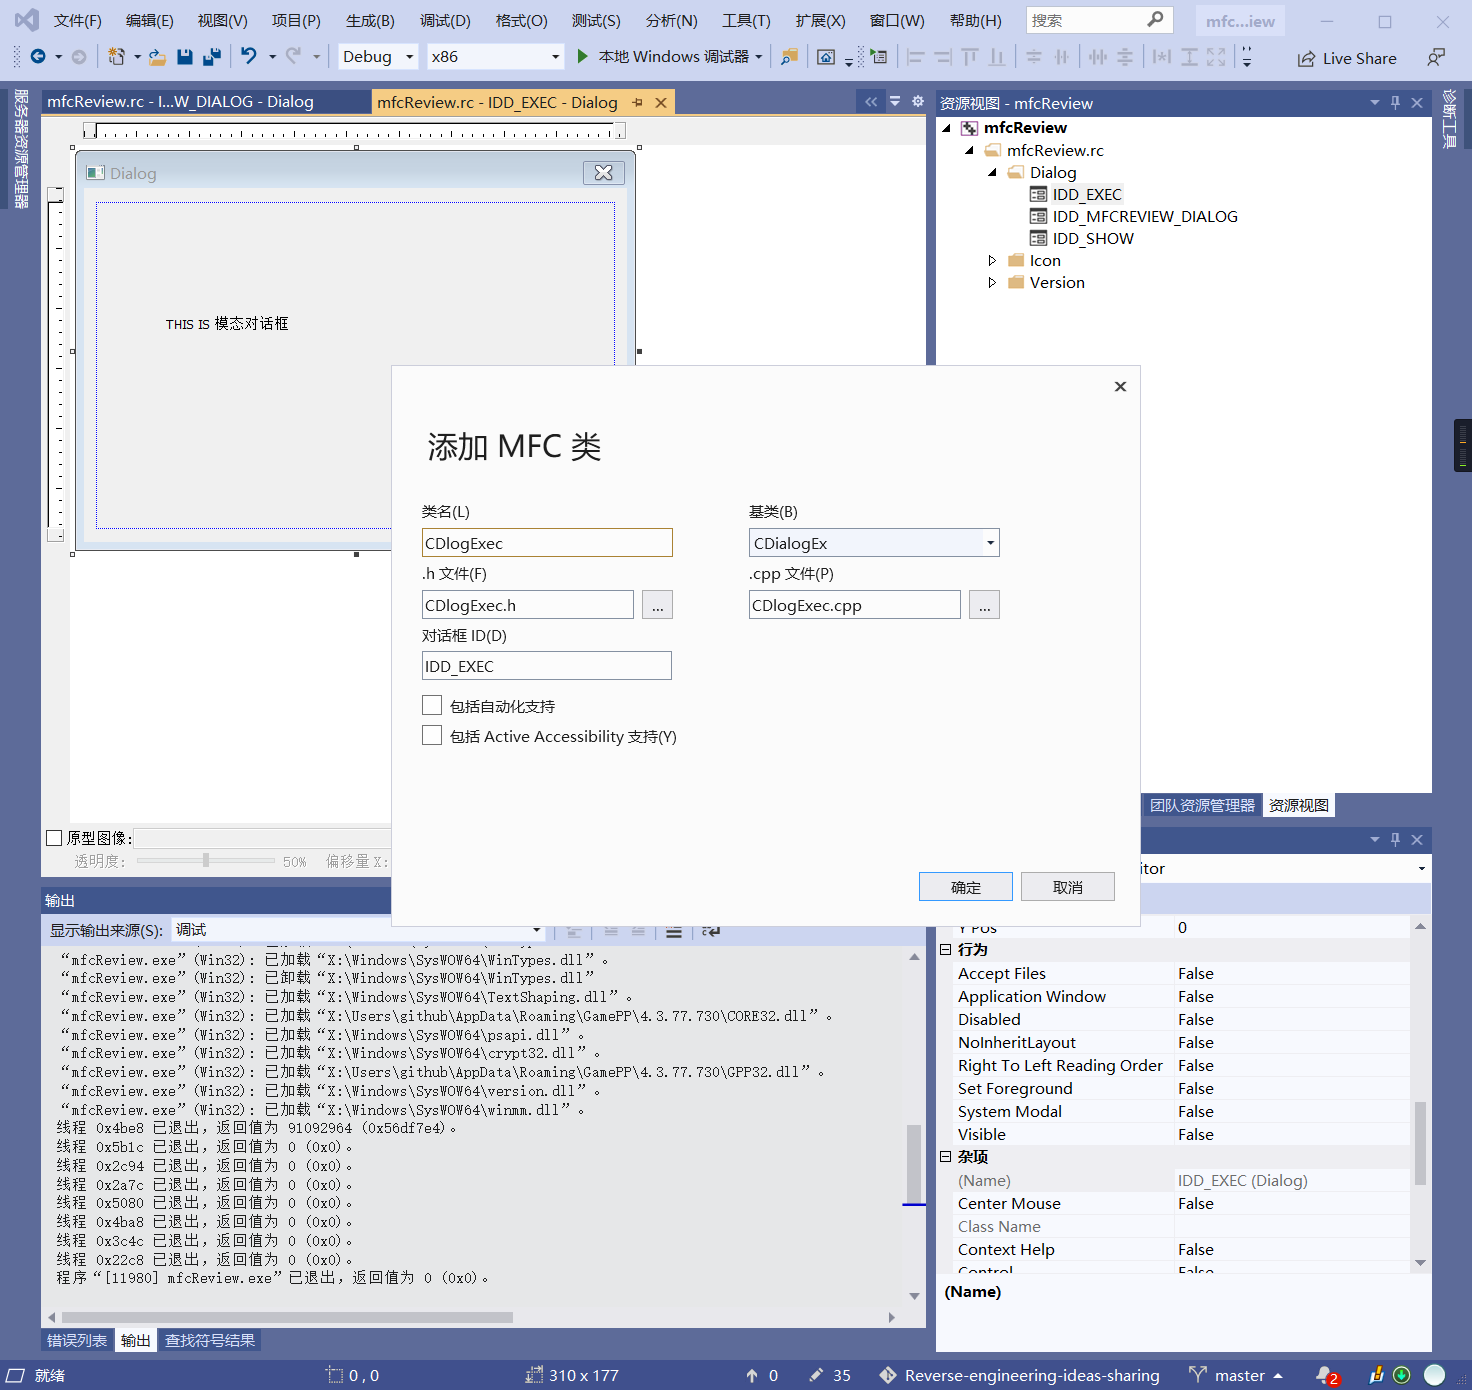 文件(F) 编辑(E) 视图(V) 项目(P) 生成(B) 调试(D) 格式(O) 测试(S) 分析(N) 工具(T) 扩展(X) 窗口(W) 帮助(H) 搜索 mfc...iew
Debug x86 本地 Windows 调试器 Live Share
服务器资源管理器
mfcReview.rc - I...W_DIALOG - Dialog
mfcReview.rc - IDD_EXEC - Dialog
Dialog
THIS IS 模态对话框
资源视图 - mfcReview
mfcReview
mfcReview.rc
Dialog
IDD_EXEC
IDD_MFCREVIEW_DIALOG
IDD_SHOW
Icon
Version
诊断工具
添加 MFC 类
类名(L) 基类(B)
CDlogExec CDialogEx
.h 文件(F) .cpp 文件(P)
CDlogExec.h ... CDlogExec.cpp ...
对话框 ID(D)
IDD_EXEC
包括自动化支持
包括 Active Accessibility 支持(Y)
确定 取消
团队资源管理器 资源视图
原型图像:
透明度: 50% 偏移量 X:
输出
显示输出来源(S): 调试
“mfcReview.exe” (Win32): 已加载“X:\Windows\SysWOW64\WinTypes.dll”。
“mfcReview.exe” (Win32): 已卸载“X:\Windows\SysWOW64\WinTypes.dll”
“mfcReview.exe” (Win32): 已加载“X:\Windows\SysWOW64\TextShaping.dll”。
“mfcReview.exe” (Win32): 已加载“X:\Users\github\AppData\Roaming\GamePP\4.3.77.730\CORE32.dll”。
“mfcReview.exe” (Win32): 已加载“X:\Windows\SysWOW64\psapi.dll”。
“mfcReview.exe” (Win32): 已加载“X:\Windows\SysWOW64\crypt32.dll”。
“mfcReview.exe” (Win32): 已加载“X:\Users\github\AppData\Roaming\GamePP\4.3.77.730\GPP32.dll”。
“mfcReview.exe” (Win32): 已加载“X:\Windows\SysWOW64\version.dll”。
“mfcReview.exe” (Win32): 已加载“X:\Windows\SysWOW64\winmm.dll”。
线程 0x4be8 已退出，返回值为 91092964 (0x56df7e4)。
线程 0x5b1c 已退出，返回值为 0 (0x0)。
线程 0x2c94 已退出，返回值为 0 (0x0)。
线程 0x2a7c 已退出，返回值为 0 (0x0)。
线程 0x5080 已退出，返回值为 0 (0x0)。
线程 0x4ba8 已退出，返回值为 0 (0x0)。
线程 0x3c4c 已退出，返回值为 0 (0x0)。
线程 0x22c8 已退出，返回值为 0 (0x0)。
程序“[11980] mfcReview.exe”已退出，返回值为 0 (0x0)。
错误列表 输出 查找符号结果
itor
Y Pos 0
行为
Accept Files False
Application Window False
Disabled False
NoInheritLayout False
Right To Left Reading Order False
Set Foreground False
System Modal False
Visible False
杂项
(Name) IDD_EXEC (Dialog)
Center Mouse False
Class Name
Context Help False
Control False
(Name)
就绪 0 , 0 310 x 177 0 35 Reverse-engineering-ideas-sharing master 2